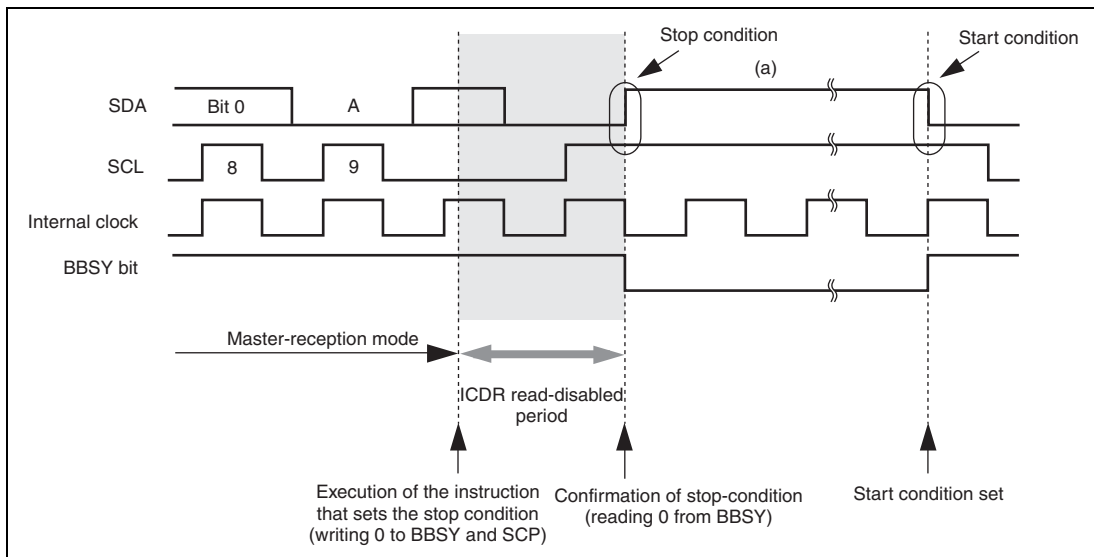 Stop condition
Start condition
(a)
SDA
Bit 0
A
SCL
8
9
Internal clock
BBSY bit
Master-reception mode
ICDR read-disabled
period
Execution of the instruction
that sets the stop condition
(writing 0 to BBSY and SCP)
Confirmation of stop-condition
(reading 0 from BBSY)
Start condition set